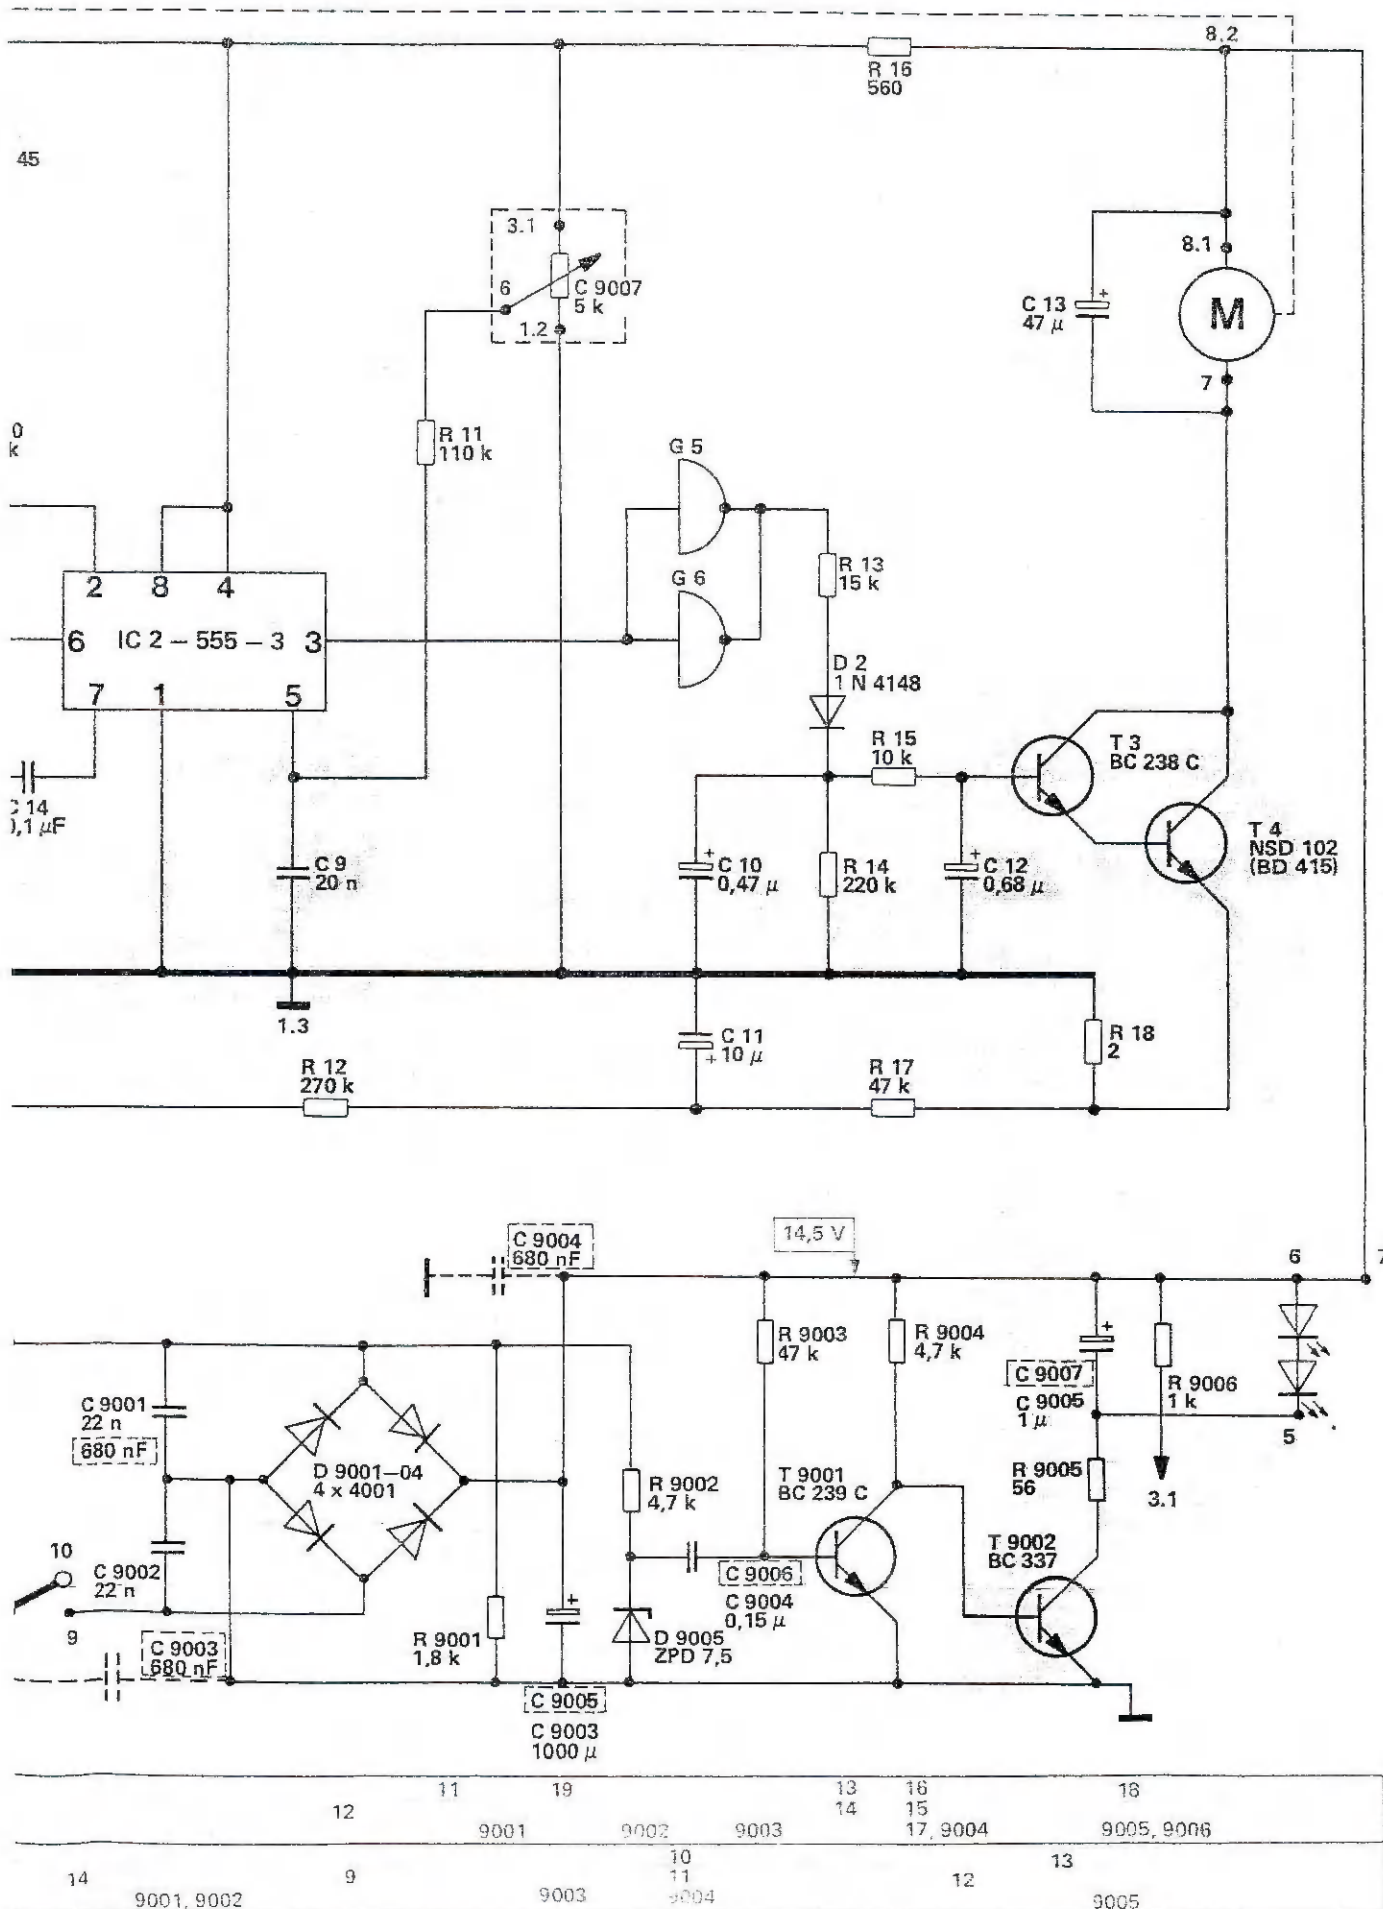 8.2
R 16
560
45
3.1
6
C 9007
5 k
1.2
8.1
C 13
47 μ
M
7
0
k
R 11
110 k
G 5
G 6
R 13
15 k
2 8 4
6 IC 2 – 555 – 3 3
7 1 5
D 2
1 N 4148
R 15
10 k
T 3
BC 238 C
C 14
0,1 μF
C 9
20 n
+
C 10
0,47 μ
R 14
220 k
+
C 12
0,68 μ
T 4
NSD 102
(BD 415)
1.3
C 11
+ 10 μ
R 18
2
R 12
270 k
R 17
47 k
C 9004
680 nF
14,5 V
6
7
R 9003
47 k
R 9004
4,7 k
+
C 9007
C 9005
1 μ
R 9006
1 k
5
C 9001
22 n
680 nF
D 9001–04
4 x 4001
R 9002
4,7 k
T 9001
BC 239 C
R 9005
56
3.1
10
C 9002
22 n
T 9002
BC 337
9
C 9003
680 nF
R 9001
1,8 k
+
D 9005
ZPD 7,5
C 9006
C 9004
0,15 μ
C 9005
C 9003
1000 μ
11 19 13 16 18
12 14 15
9001 9002 9003 17, 9004 9005, 9006
10 13
14 9 11 12
9001, 9002 9003 9004 9005